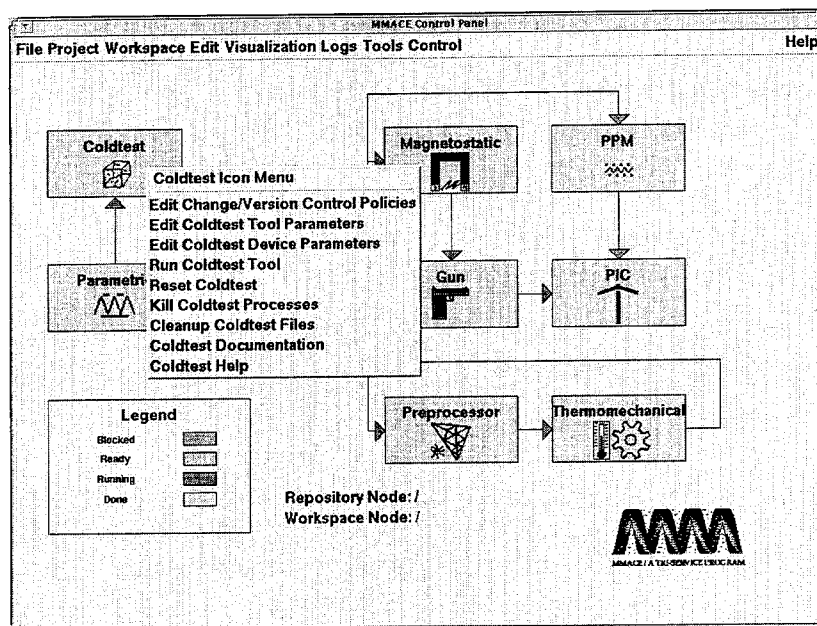 MMACE Control Panel
File Project Workspace Edit Visualization Logs Tools Control Help
Coldtest
Magnetostatic
PPM
Coldtest Icon Menu
Edit Change/Version Control Policies
Edit Coldtest Tool Parameters
Edit Coldtest Device Parameters
Run Coldtest Tool
Reset Coldtest
Kill Coldtest Processes
Cleanup Coldtest Files
Coldtest Documentation
Coldtest Help
Parametri
Gun
PIC
Legend
Blocked
Ready
Running
Done
Preprocessor
Thermomechanical
Repository Node: /
Workspace Node: /
MMACE / A TRI-SERVICE PROGRAM